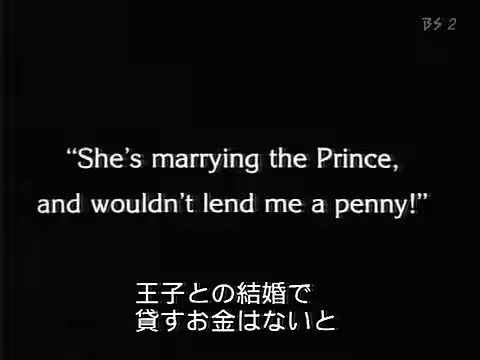 BS 2
“She's marrying the Prince,
and wouldn't lend me a penny!”
王子との結婚で
貸すお金はないと